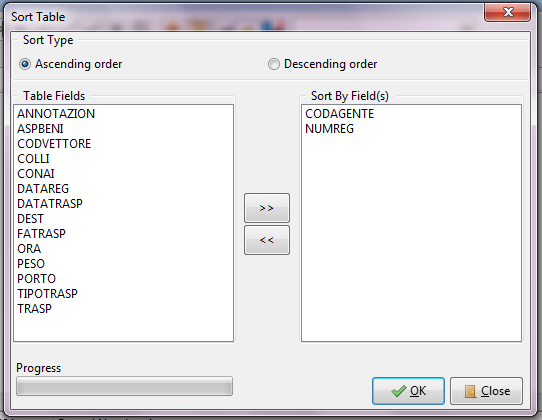 Sort Table
Sort Type
Ascending order
Descending order
Table Fields
ANNOTAZION
ASPBENI
CODVETTORE
COLLI
CONAI
DATAREG
DATATRASP
DEST
FATRASP
ORA
PESO
PORTO
TIPOTRASP
TRASP
>>
<<
Sort By Field(s)
CODAGENTE
NUMREG
Progress
OK
Close